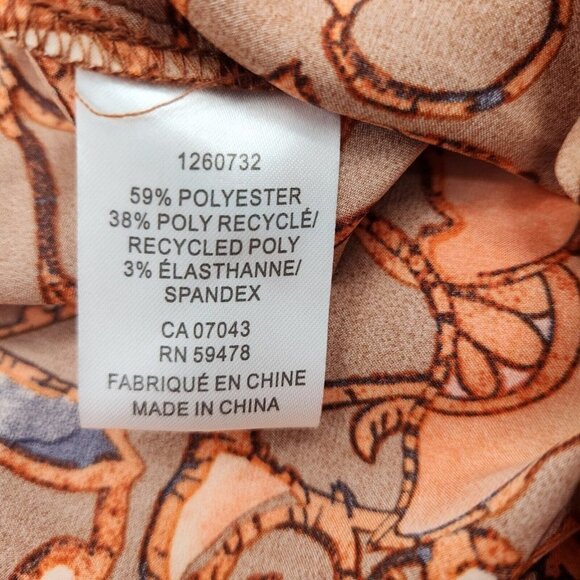 1260732
59% POLYESTER
38% POLY RECYCLÉ/
RECYCLED POLY
3% ÉLASTHANNE/
SPANDEX
CA 07043
RN 59478
FABRIQUÉ EN CHINE
MADE IN CHINA